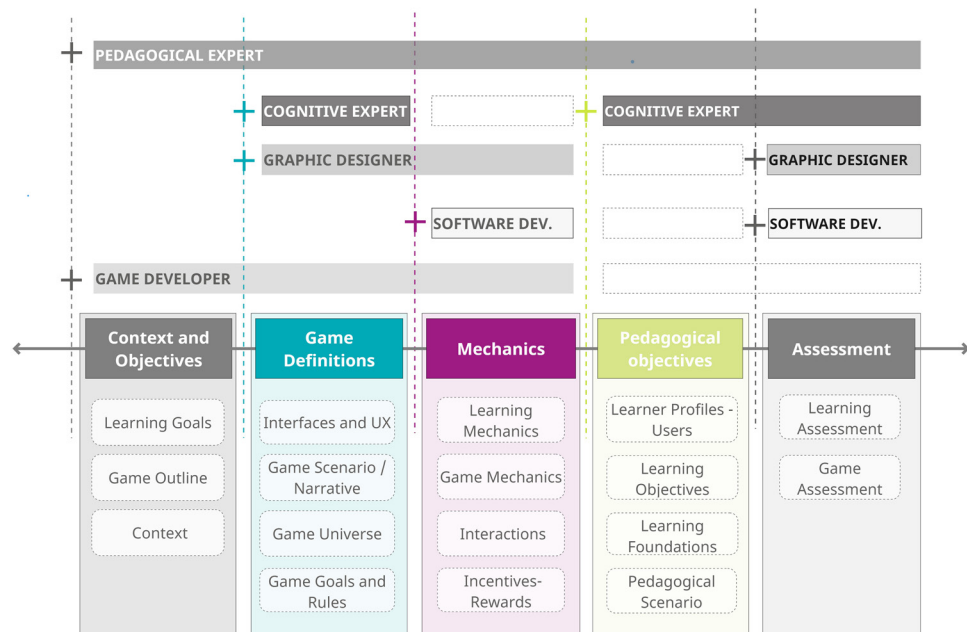 PEDAGOGICAL EXPERT
COGNITIVE EXPERT
COGNITIVE EXPERT
GRAPHIC DESIGNER
GRAPHIC DESIGNER
SOFTWARE DEV.
SOFTWARE DEV.
GAME DEVELOPER
Context and
Objectives
Learning Goals
Game Outline
Context
Game
Definitions
Interfaces and UX
Game Scenario /
Narrative
Game Universe
Game Goals and
Rules
Mechanics
Learning
Mechanics
Game Mechanics
Interactions
Incentives-
Rewards
Pedagogical
objectives
Learner Profiles -
Users
Learning
Objectives
Learning
Foundations
Pedagogical
Scenario
Assessment
Learning
Assessment
Game
Assessment